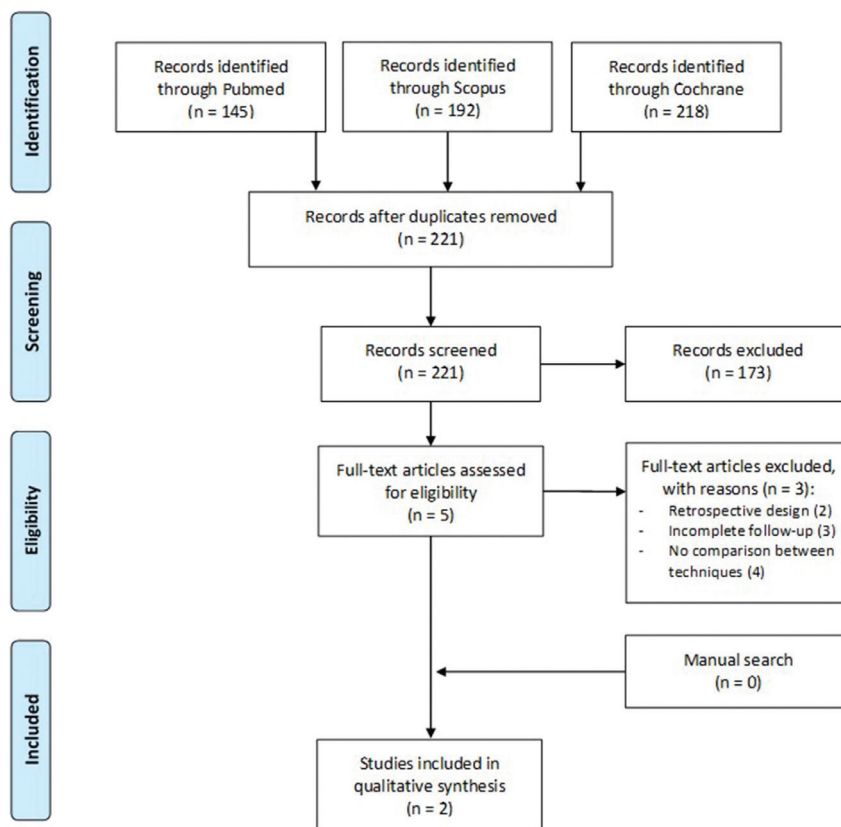 Identification
Records identified
through Pubmed
(n = 145)
Records identified
through Scopus
(n = 192)
Records identified
through Cochrane
(n = 218)
Records after duplicates removed
(n = 221)
Screening
Records screened
(n = 221)
Records excluded
(n = 173)
Eligibility
Full-text articles assessed
for eligibility
(n = 5)
Full-text articles excluded,
with reasons (n = 3):
- Retrospective design (2)
- Incomplete follow-up (3)
- No comparison between
techniques (4)
Included
Manual search
(n = 0)
Studies included in
qualitative synthesis
(n = 2)